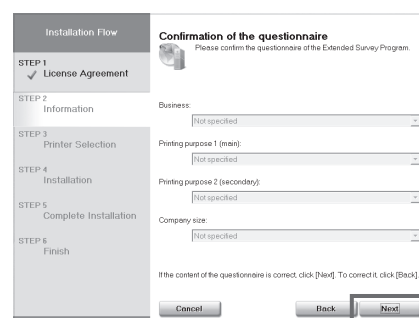 Installation Flow
STEP 1
License Agreement
STEP 2
Information
STEP 3
Printer Selection
STEP 4
Installation
STEP 5
Complete Installation
STEP 6
Finish
Confirmation of the questionnaire
Please confirm the questionnaire of the Extended Survey Program.
Business:
Not specified
Printing purpose 1 (main):
Not specified
Printing purpose 2 (secondary):
Not specified
Company size:
Not specified
If the content of the questionnaire is correct, click [Next]. To correct it, click [Back].
Cancel
Back
Next